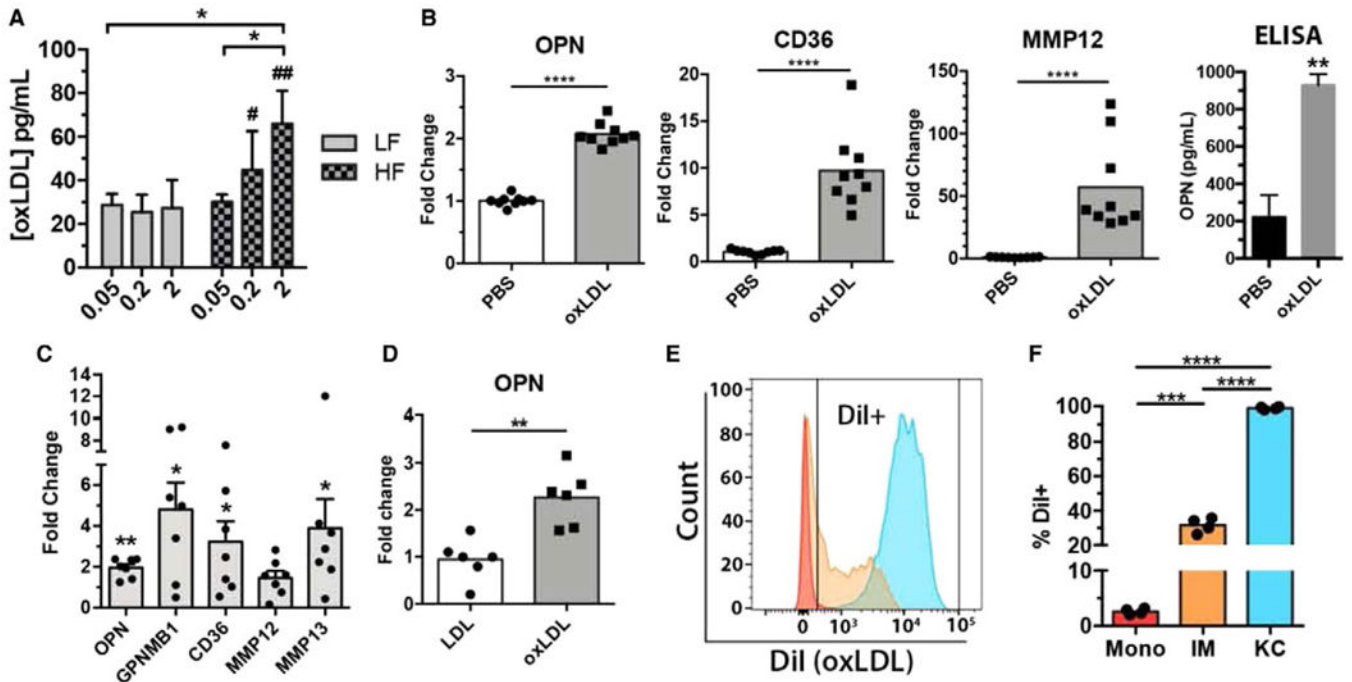 A
*
*
[oxLDL] pg/mL
100
80
60
40
20
0
#
##
0.05
0.2
2
0.05
0.2
2
LF
HF
B
OPN
****
Fold Change
3
2
1
0
PBS
oxLDL
CD36
****
Fold Change
20
15
10
5
0
PBS
oxLDL
MMP12
****
Fold Change
150
100
50
0
PBS
oxLDL
ELISA
**
OPN (pg/mL)
1000
800
600
400
200
0
PBS
oxLDL
C
Fold Change
14
12
10
8
6
4
2
0
**
*
*
*
OPN
GPNMB1
CD36
MMP12
MMP13
D
OPN
**
Fold change
4
3
2
1
0
LDL
oxLDL
E
Count
100
80
60
40
20
0
DiI+
0
10³
10⁴
10⁵
DiI (oxLDL)
F
****
****
***
% DiI+
100
80
60
40
20
10
0
Mono
IM
KC